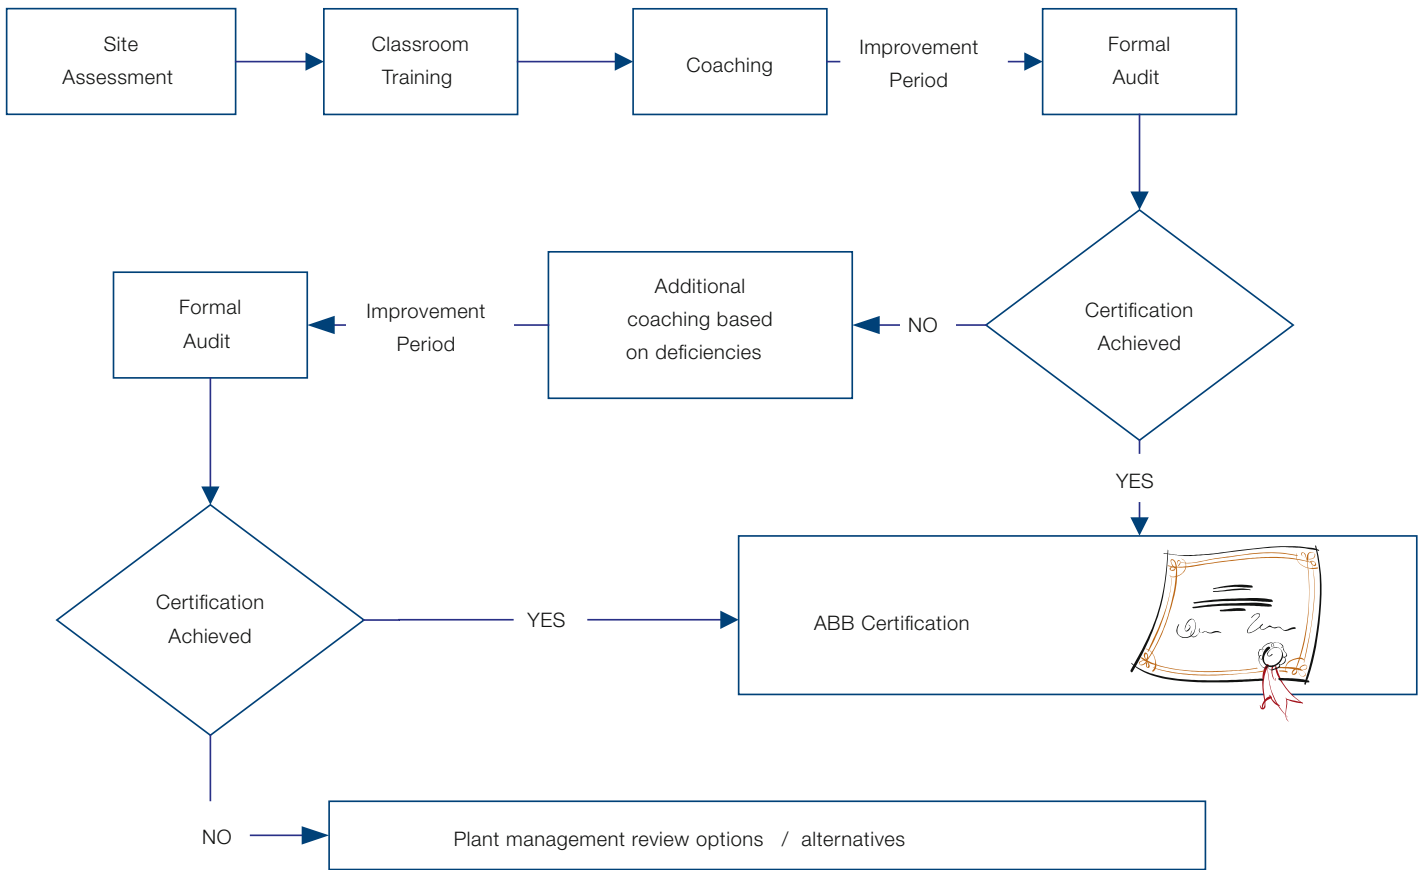 Site
Assessment
Classroom
Training
Coaching
Improvement
Period
Formal
Audit
Certification
Achieved
NO
Additional
coaching based
on deficiencies
Improvement
Period
Formal
Audit
YES
Certification
Achieved
YES
ABB Certification
NO
Plant management review options / alternatives